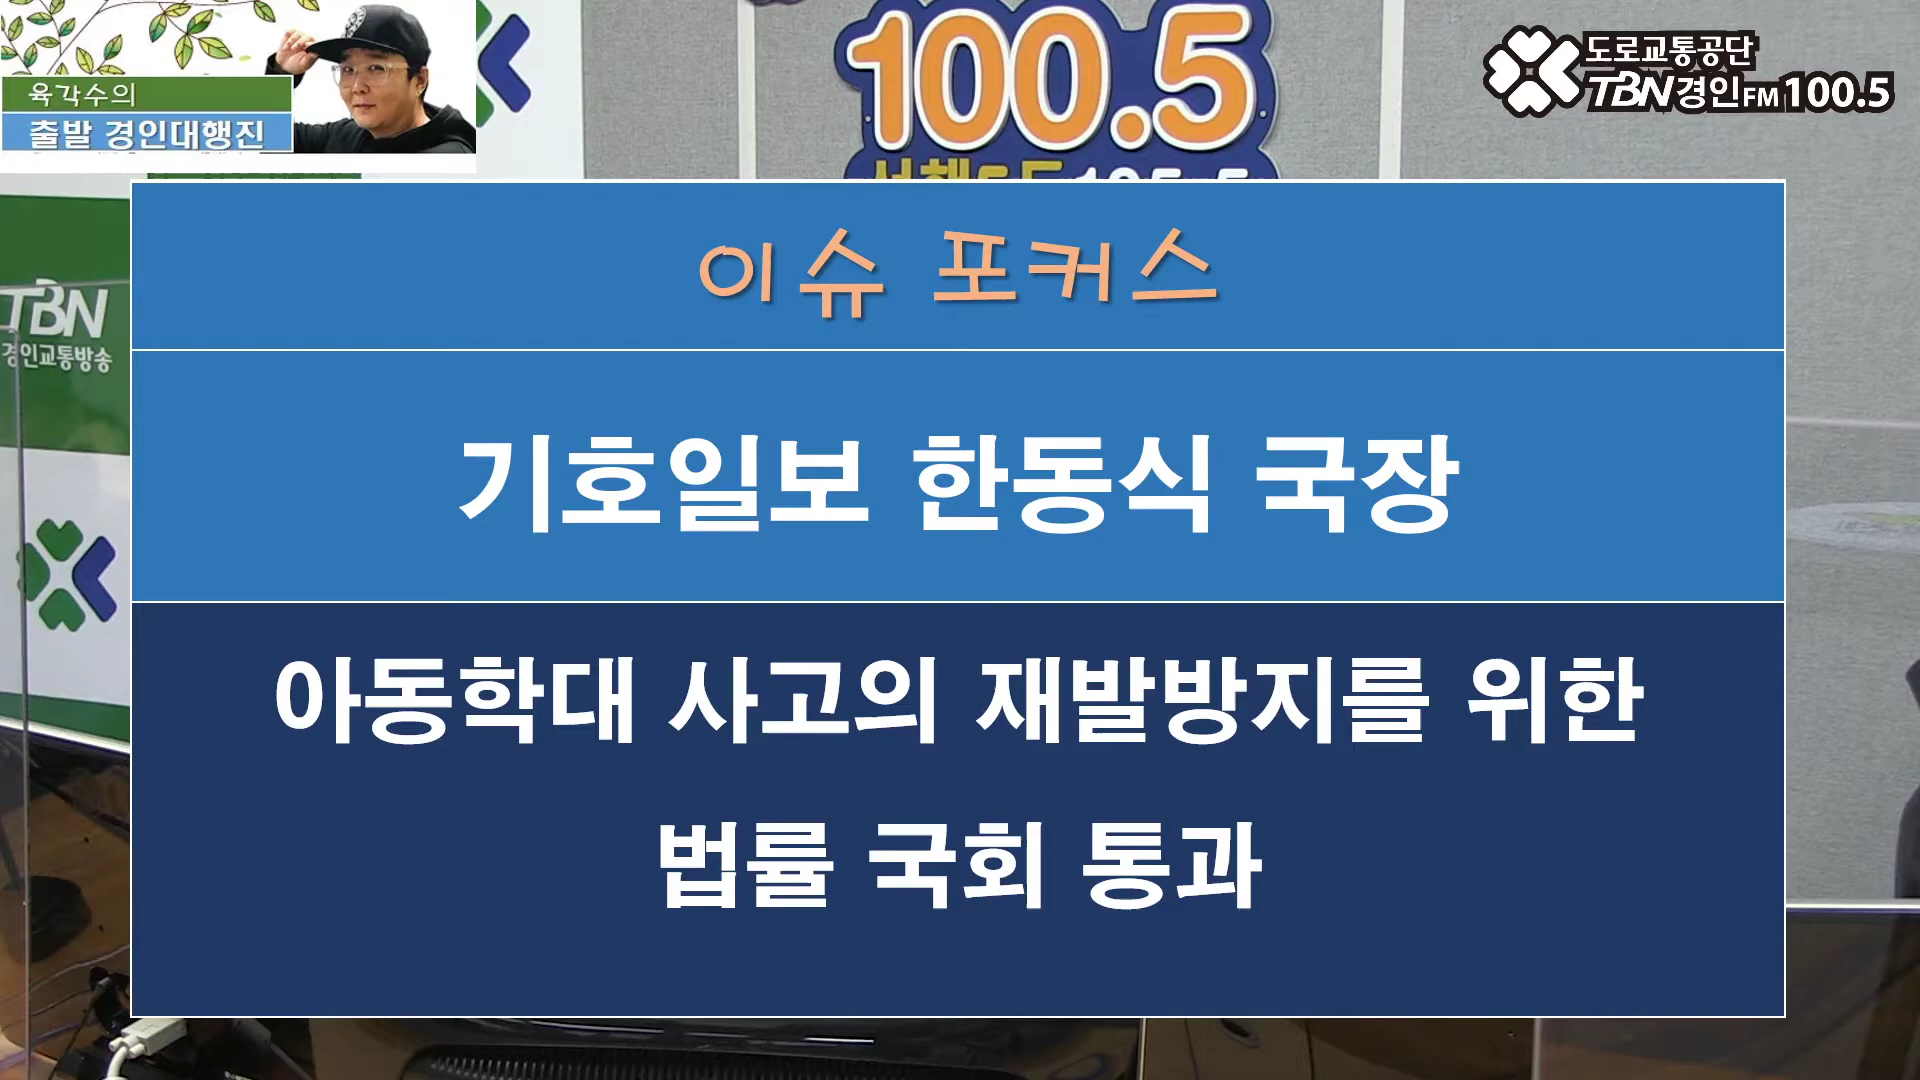 육각수의
출발 경인대행진
100.5
도로교통공단
TBN경인FM100.5
이슈 포커스
TBN
경인교통방송
기호일보 한동식 국장
아동학대 사고의 재발방지를 위한
법률 국회 통과